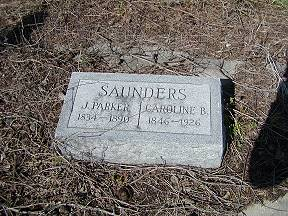 SAUNDERS
J. PARKER CAROLINE B.
1834 – 1890 1846 – 1926